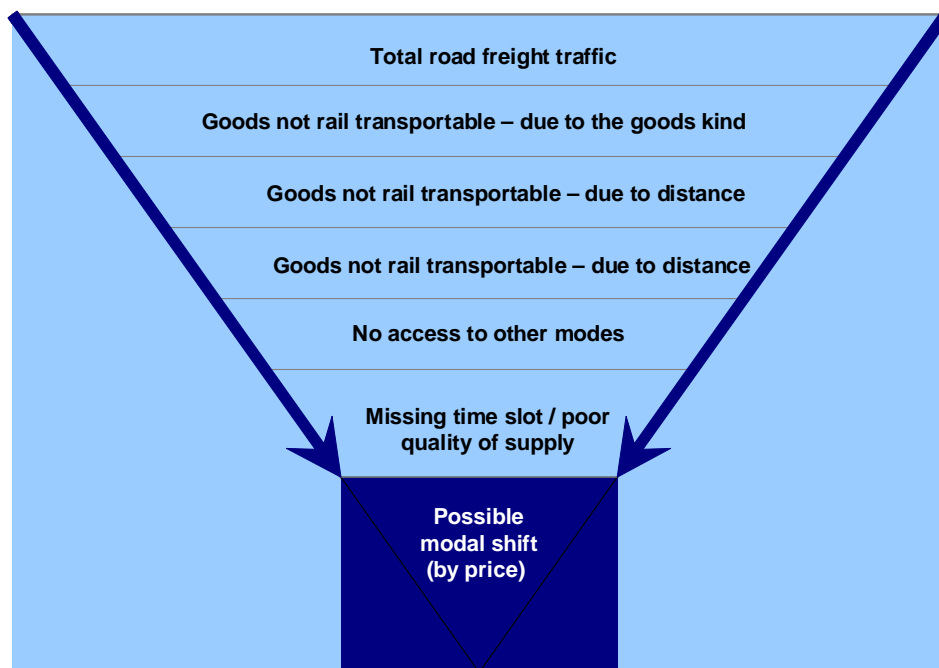 Total road freight traffic
Goods not rail transportable – due to the goods kind
Goods not rail transportable – due to distance
Goods not rail transportable – due to distance
No access to other modes
Missing time slot / poor
quality of supply
Possible
modal shift
(by price)